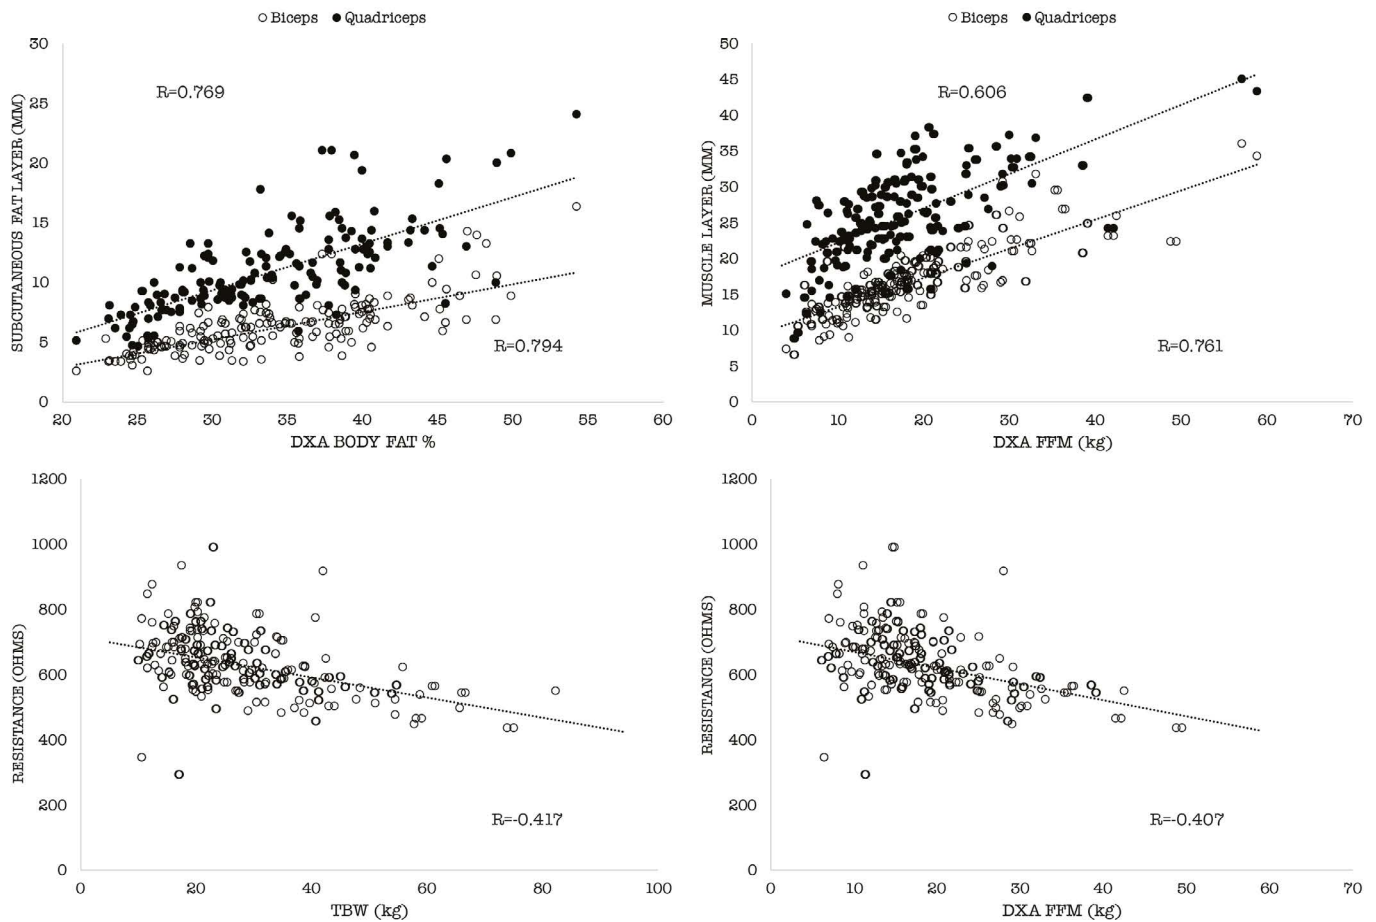 ○ Biceps ● Quadriceps
30
25
20
15
10
5
0
SUBCUTANEOUS FAT LAYER (MM)
R=0.769
R=0.794
20 25 30 35 40 45 50 55 60
DXA BODY FAT %
○ Biceps ● Quadriceps
50
45
40
35
30
25
20
15
10
5
0
MUSCLE LAYER (MM)
R=0.606
R=0.761
0 10 20 30 40 50 60 70
DXA FFM (kg)
1200
1000
800
600
400
200
0
RESISTANCE (OHMS)
R=-0.417
0 20 40 60 80 100
TBW (kg)
1200
1000
800
600
400
200
0
RESISTANCE (OHMS)
R=-0.407
0 10 20 30 40 50 60 70
DXA FFM (kg)